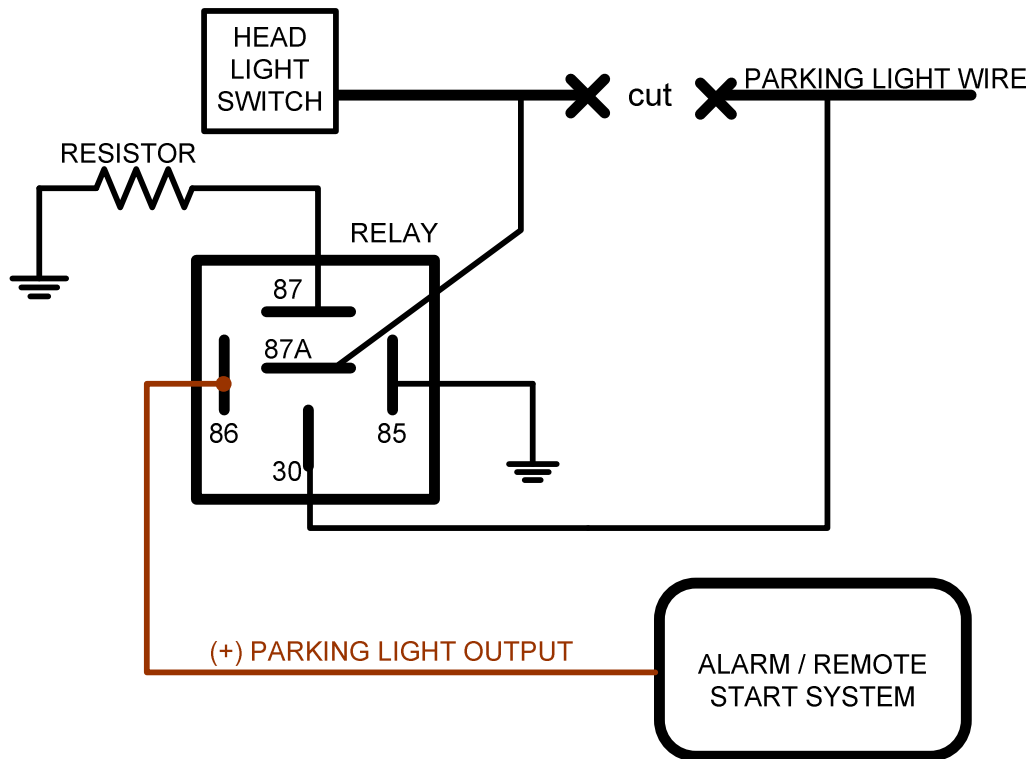 HEAD
LIGHT
SWITCH
cut
PARKING LIGHT WIRE
RESISTOR
RELAY
87
87A
86
85
30
(+) PARKING LIGHT OUTPUT
ALARM / REMOTE
START SYSTEM